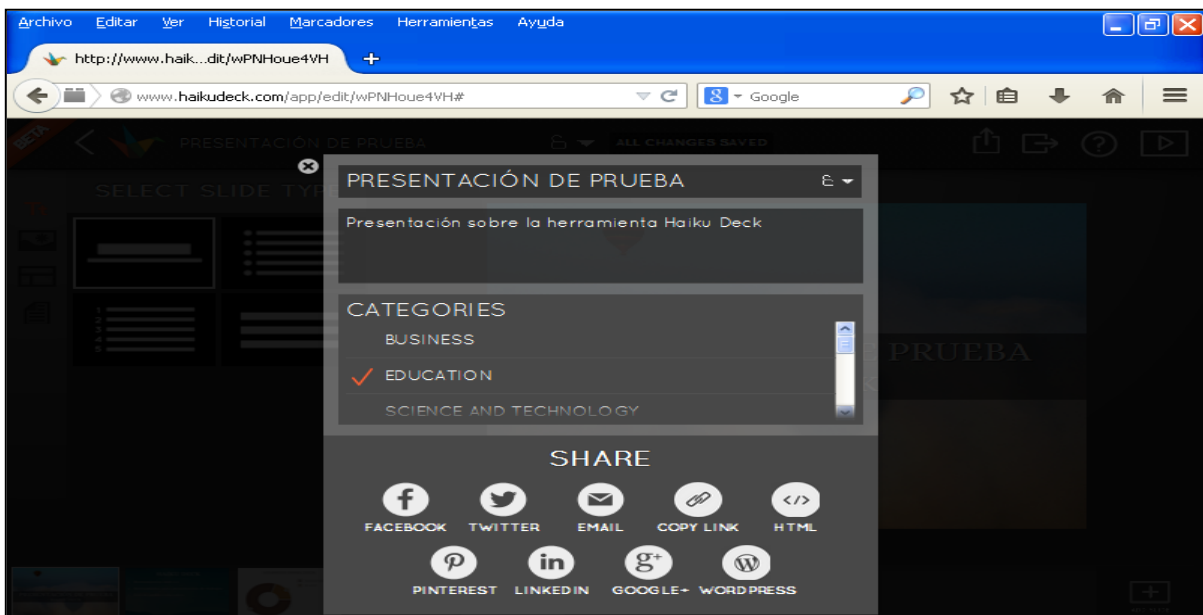 Archivo Editar Ver Historial Marcadores Herramientas Ayuda
http://www.haik...dit/wPNHoue4VH
www.haikudeck.com/app/edit/wPNHoue4VH#
Google
BETA
PRESENTACIÓN DE PRUEBA
ALL CHANGES SAVED
SELECT SLIDE TYPE
PRESENTACIÓN DE PRUEBA
Presentación sobre la herramienta Haiku Deck
CATEGORIES
BUSINESS
EDUCATION
SCIENCE AND TECHNOLOGY
PRUEBA
SHARE
FACEBOOK TWITTER EMAIL COPY LINK HTML
PINTEREST LINKEDIN GOOGLE+ WORDPRESS